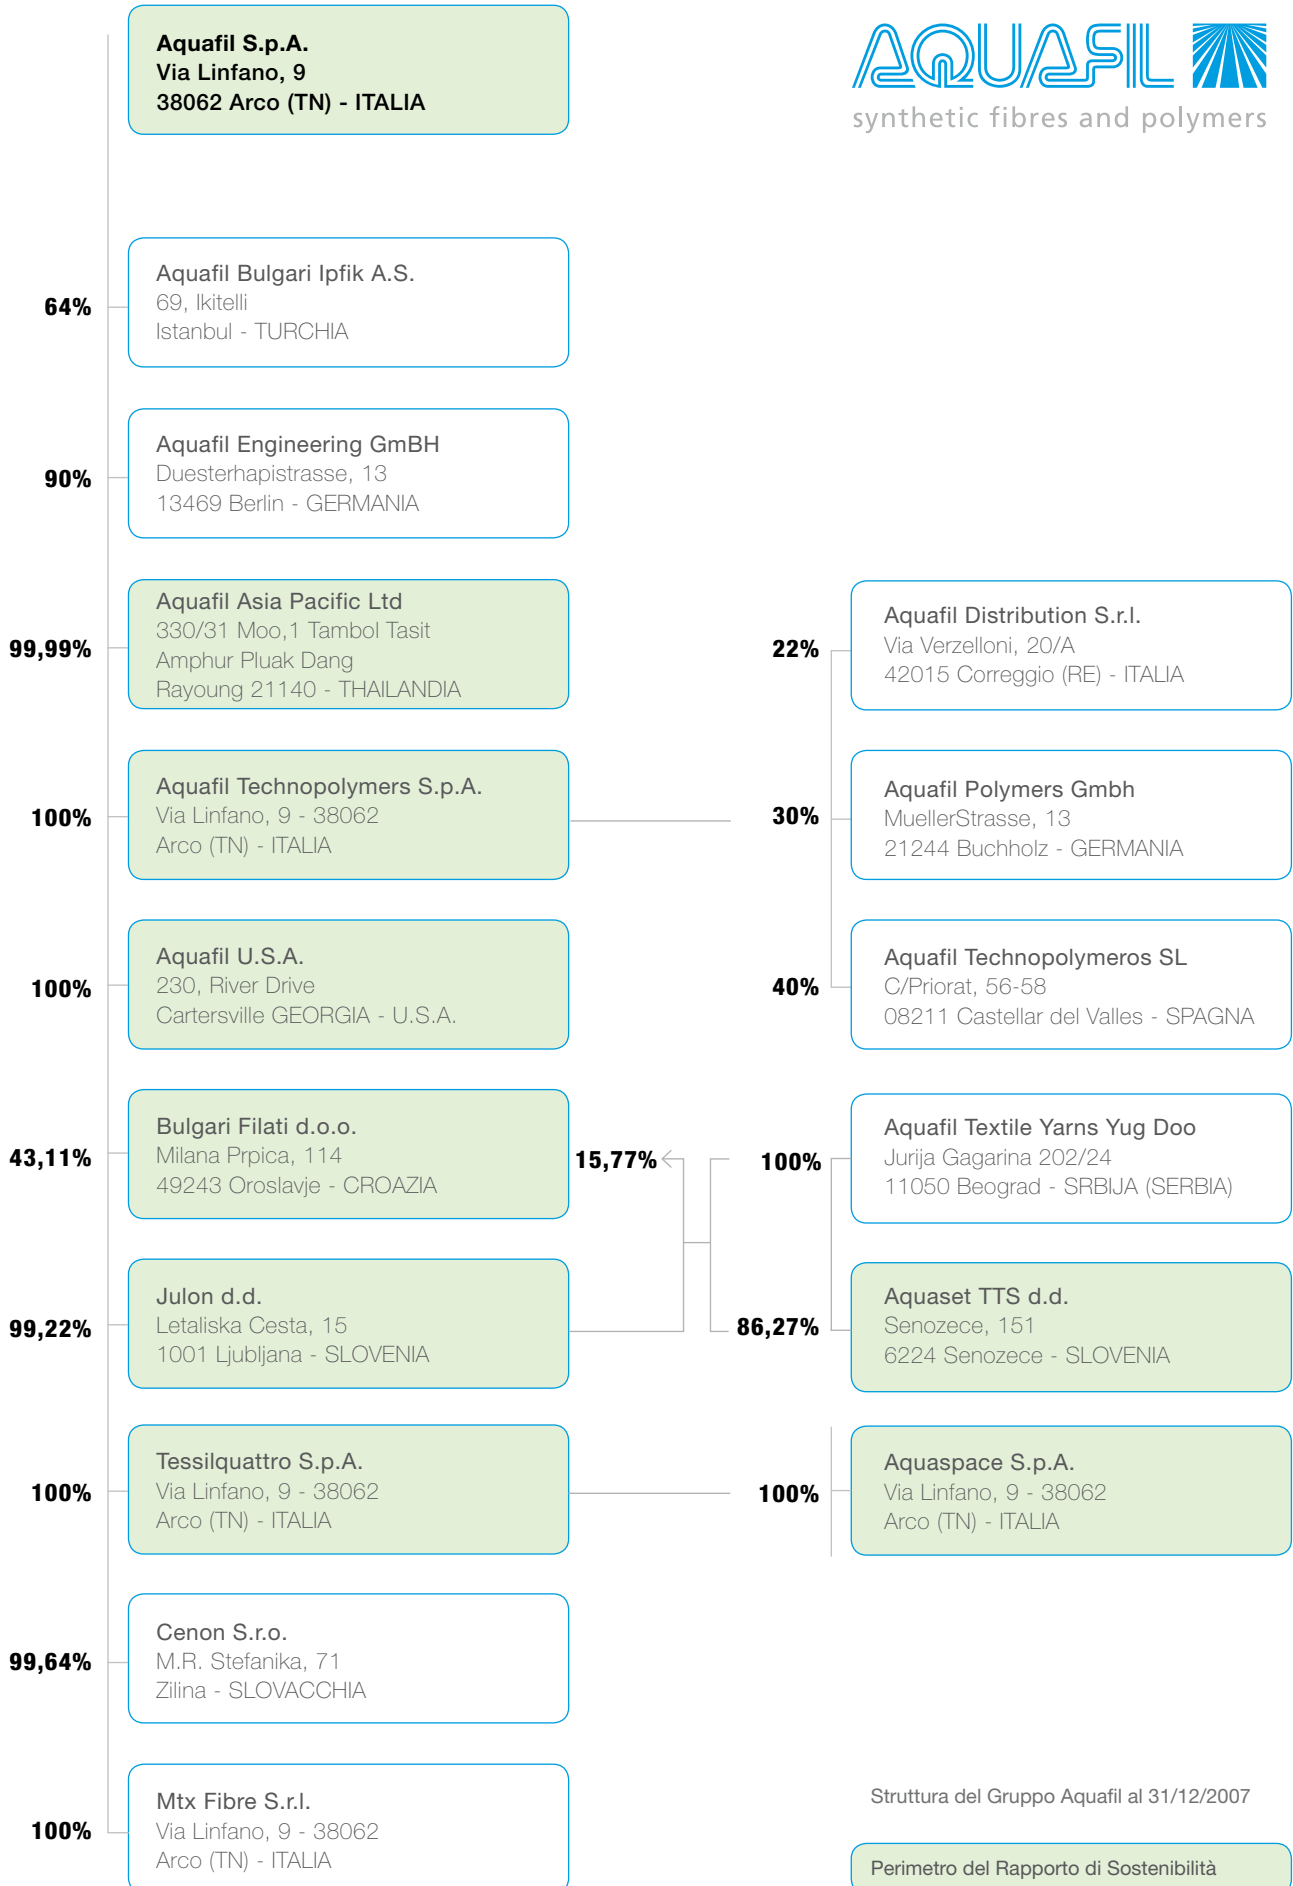 Aquafil S.p.A.
Via Linfano, 9
38062 Arco (TN) - ITALIA
AQUAFIL
synthetic fibres and polymers
64%
Aquafil Bulgari Ipfik A.S.
69, Ikitelli
Istanbul - TURCHIA
90%
Aquafil Engineering GmBH
Duesterhapistrasse, 13
13469 Berlin - GERMANIA
99,99%
Aquafil Asia Pacific Ltd
330/31 Moo,1 Tambol Tasit
Amphur Pluak Dang
Rayoung 21140 - THAILANDIA
22%
Aquafil Distribution S.r.l.
Via Verzelloni, 20/A
42015 Correggio (RE) - ITALIA
100%
Aquafil Technopolymers S.p.A.
Via Linfano, 9 - 38062
Arco (TN) - ITALIA
30%
Aquafil Polymers Gmbh
MuellerStrasse, 13
21244 Buchholz - GERMANIA
100%
Aquafil U.S.A.
230, River Drive
Cartersville GEORGIA - U.S.A.
40%
Aquafil Technopolymeros SL
C/Priorat, 56-58
08211 Castellar del Valles - SPAGNA
43,11%
Bulgari Filati d.o.o.
Milana Prpica, 114
49243 Oroslavje - CROAZIA
15,77%
100%
Aquafil Textile Yarns Yug Doo
Jurija Gagarina 202/24
11050 Beograd - SRBIJA (SERBIA)
99,22%
Julon d.d.
Letaliska Cesta, 15
1001 Ljubljana - SLOVENIA
86,27%
Aquaset TTS d.d.
Senozece, 151
6224 Senozece - SLOVENIA
100%
Tessilquattro S.p.A.
Via Linfano, 9 - 38062
Arco (TN) - ITALIA
100%
Aquaspace S.p.A.
Via Linfano, 9 - 38062
Arco (TN) - ITALIA
99,64%
Cenon S.r.o.
M.R. Stefanika, 71
Zilina - SLOVACCHIA
100%
Mtx Fibre S.r.l.
Via Linfano, 9 - 38062
Arco (TN) - ITALIA
Struttura del Gruppo Aquafil al 31/12/2007
Perimetro del Rapporto di Sostenibilità